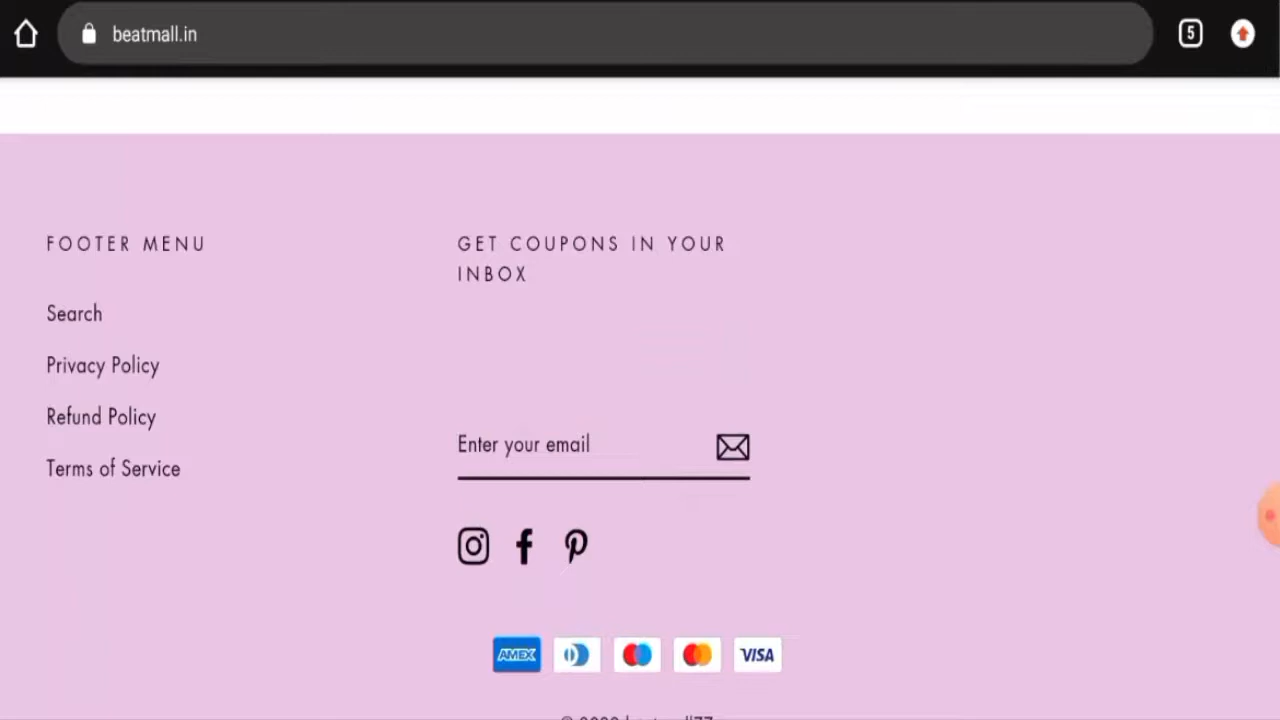 beatmall.in
5
FOOTER MENU
GET COUPONS IN YOUR
INBOX
Search
Privacy Policy
Refund Policy
Terms of Service
Enter your email
AMEX
VISA